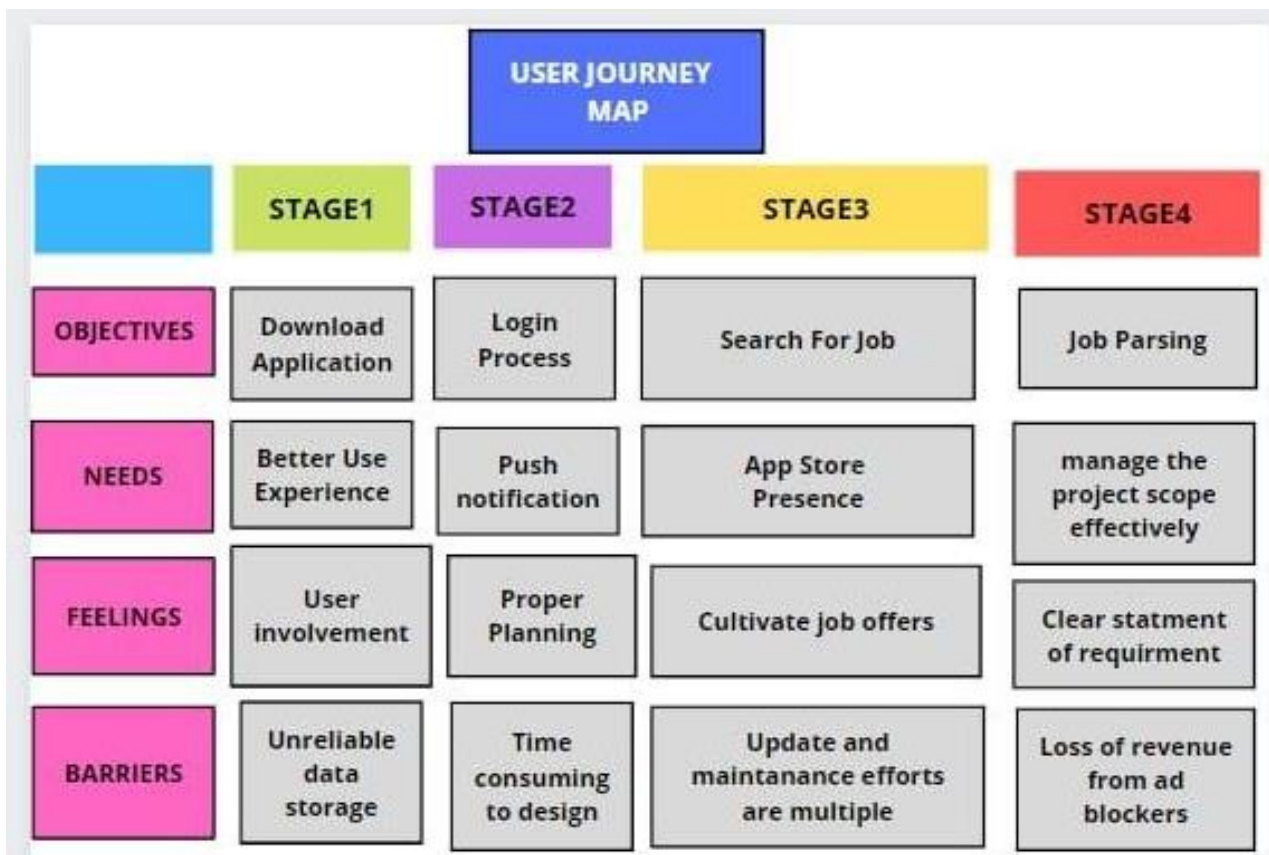 USER JOURNEY
MAP
STAGE1
STAGE2
STAGE3
STAGE4
OBJECTIVES
Download
Application
Login
Process
Search For Job
Job Parsing
NEEDS
Better Use
Experience
Push
notification
App Store
Presence
manage the
project scope
effectively
FEELINGS
User
involvement
Proper
Planning
Cultivate job offers
Clear statment
of requirment
BARRIERS
Unreliable
data
storage
Time
consuming
to design
Update and
maintanance efforts
are multiple
Loss of revenue
from ad
blockers